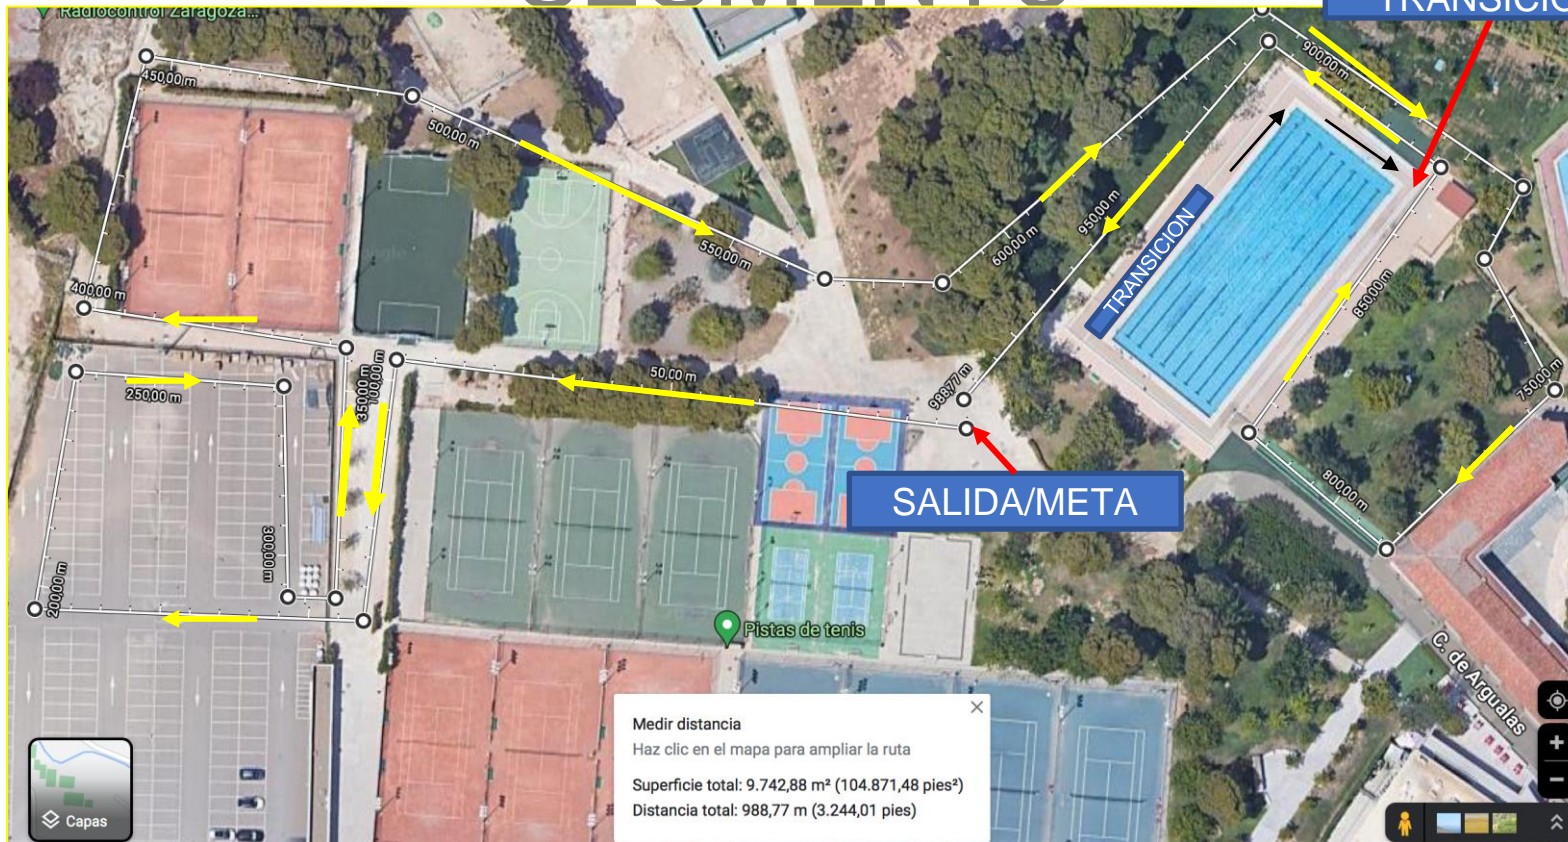 SEGMENTO
TRANSICIO
Radiocontrol Zaragoza...
450,00 m
500,00 m
900,00 m
550,00 m
600,00 m
950,00 m
TRANSICION
400,00 m
850,00 m
350,00 m
100,00 m
50,00 m
250,00 m
988,77 m
750,00 m
SALIDA/META
800,00 m
300,00 m
200,00 m
Pistas de tenis
C. de Argualas
Medir distancia
Haz clic en el mapa para ampliar la ruta
Superficie total: 9.742,88 m² (104.871,48 pies²)
Distancia total: 988,77 m (3.244,01 pies)
Capas